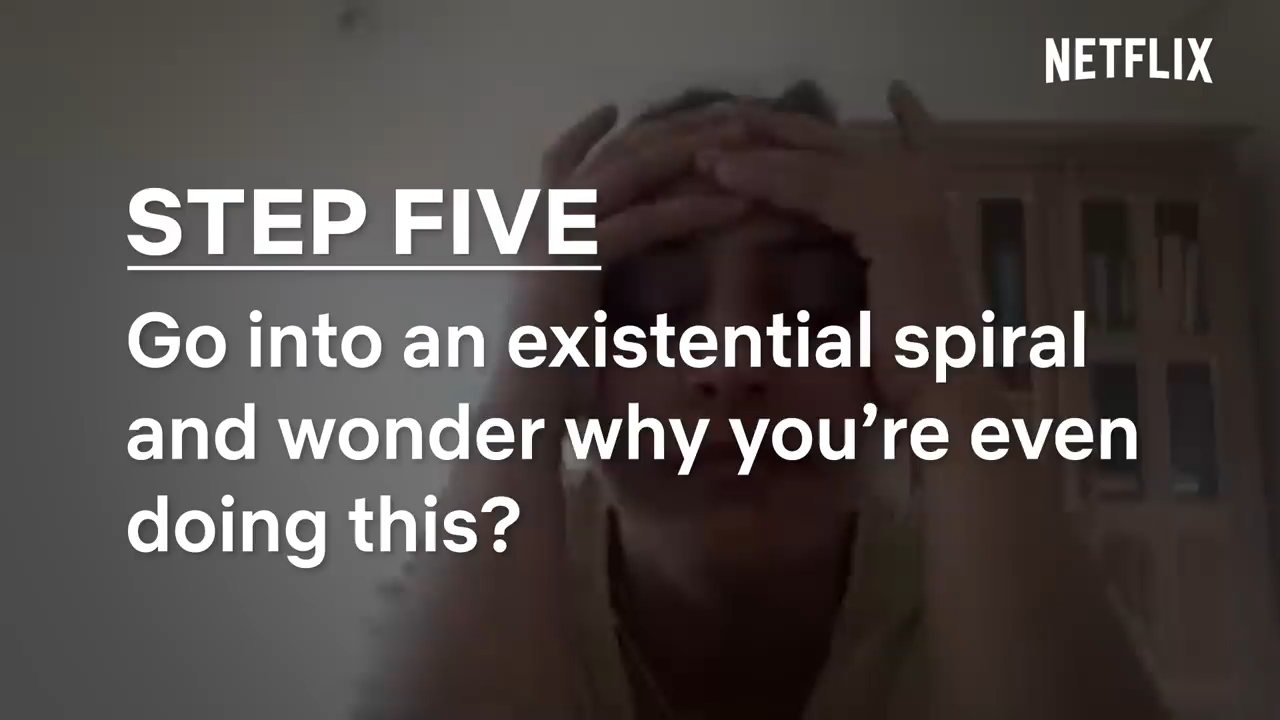 NETFLIX
STEP FIVE
Go into an existential spiral
and wonder why you’re even
doing this?